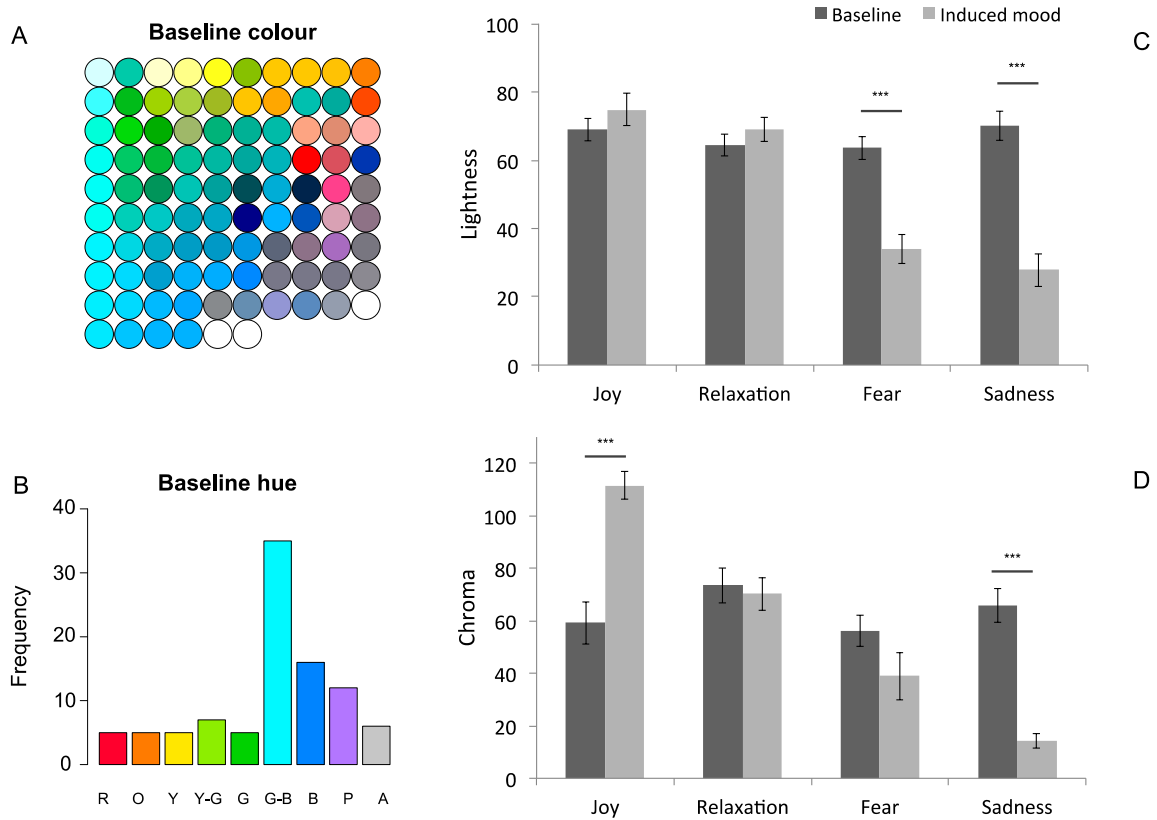 A
Baseline colour
B
Baseline hue
Frequency
40
30
20
10
0
R O Y Y-G G G-B B P A
Baseline Induced mood
C
Lightness
100
80
60
40
20
0
*** ***
Joy Relaxation Fear Sadness
D
Chroma
120
100
80
60
40
20
0
*** ***
Joy Relaxation Fear Sadness